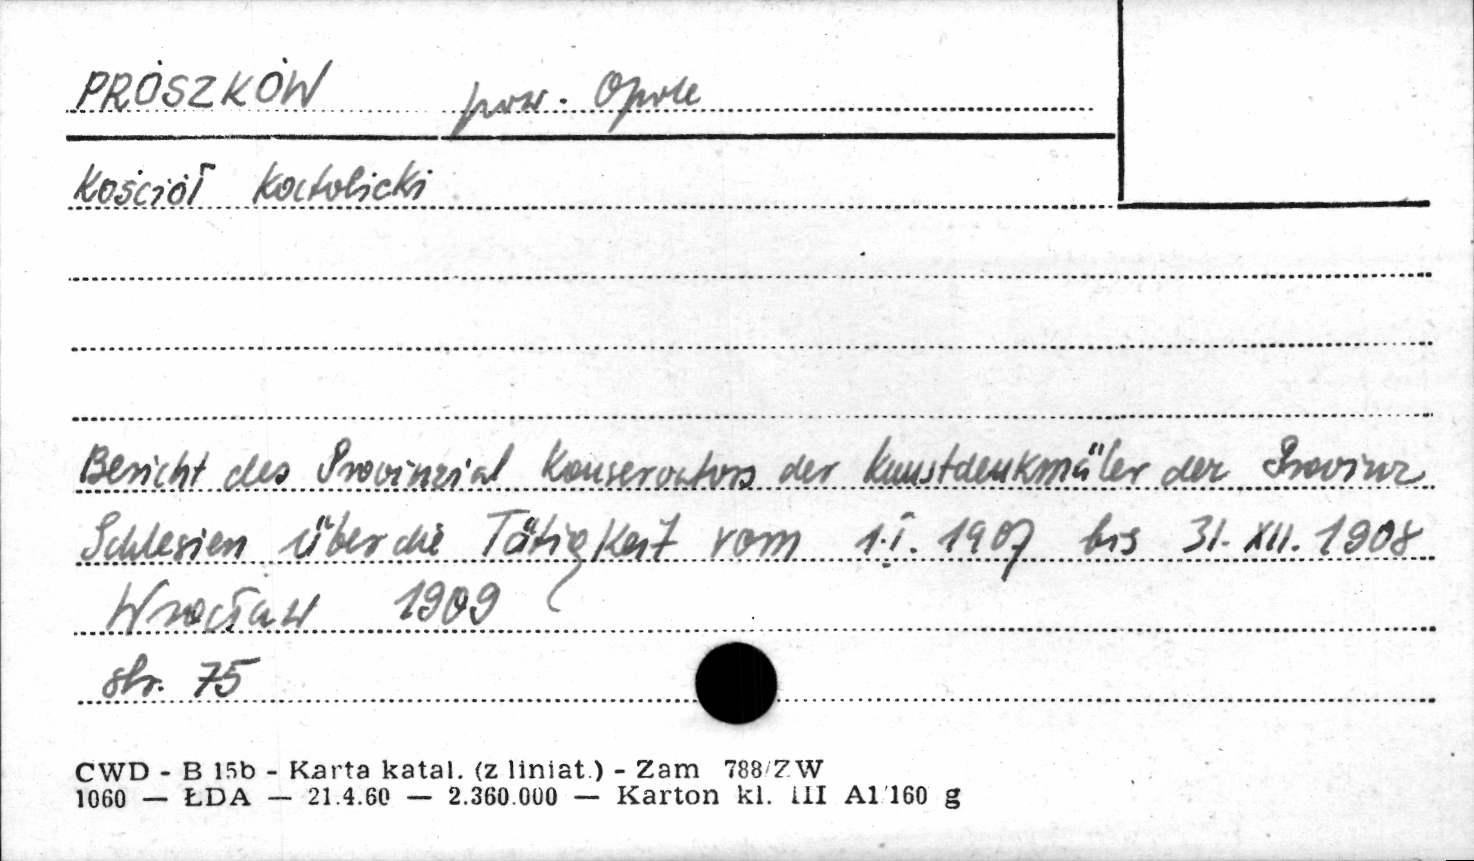 PRÓSZKÓW pow. Opole
Kościół Katolicki
Bericht des Provinzial Konservators der Kunstdenkmäler der Provinz
Schlesien über die Tätigkeit vom 1.I. 1907 bis 31. XII. 1908
Wrocław 1909
str. 75
CWD - B 15b - Karta katal. (z liniat.) - Zam 788/ZW
1060 — ŁDA — 21.4.60 — 2.360.000 — Karton kl. III A1/160 g